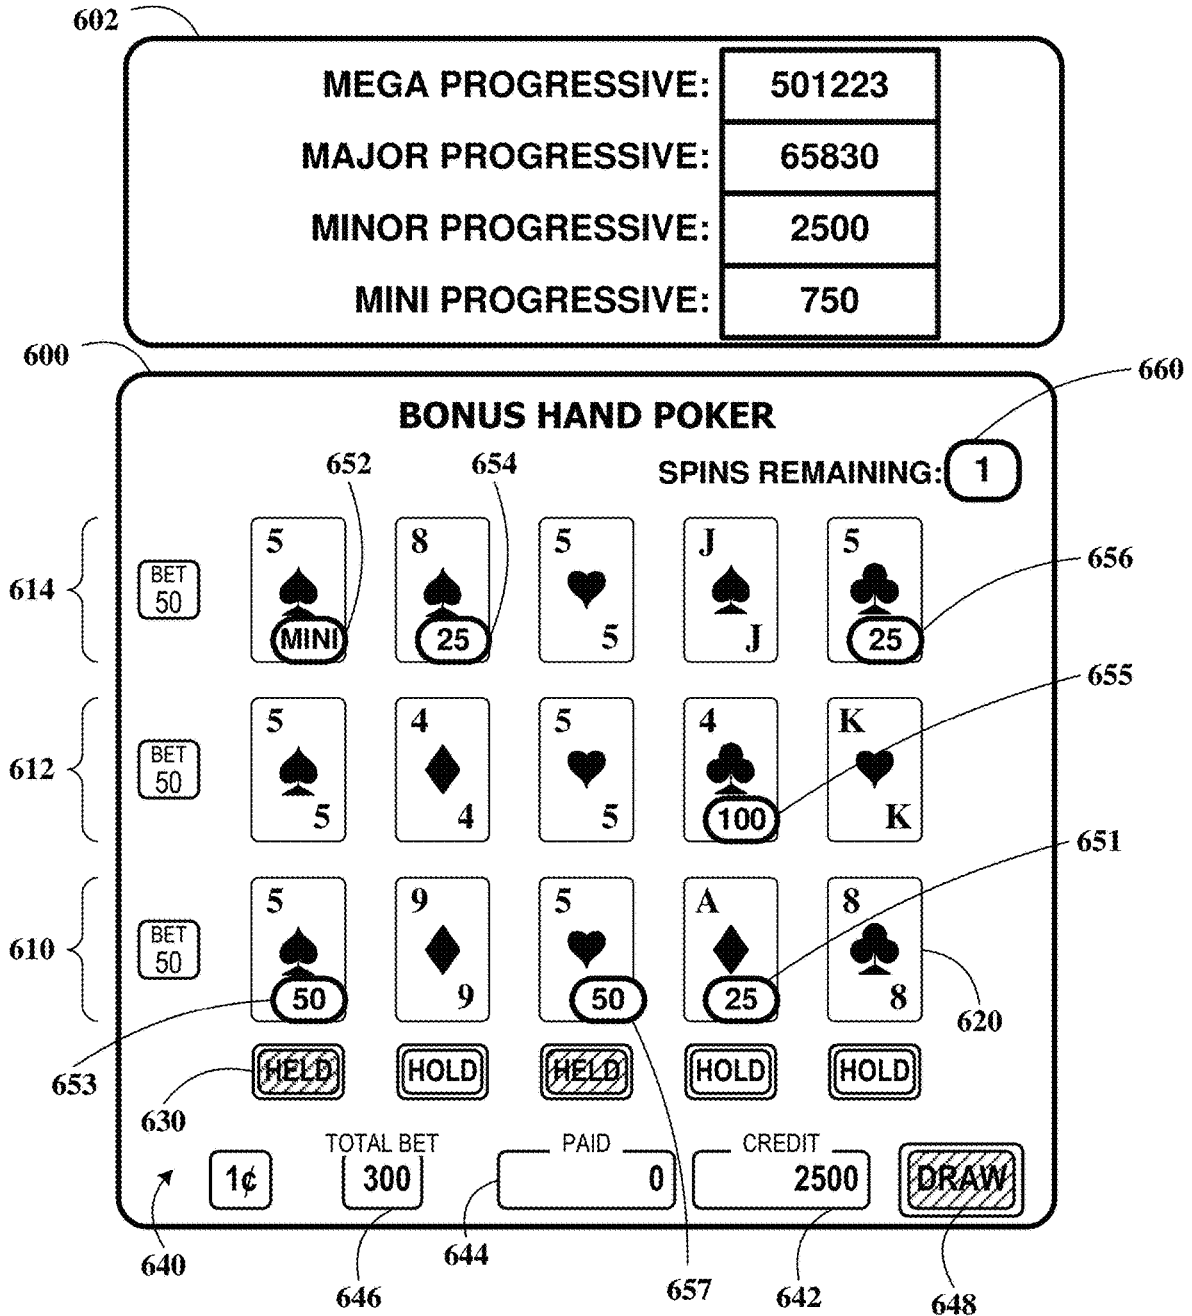 602
MEGA PROGRESSIVE: 501223
MAJOR PROGRESSIVE: 65830
MINOR PROGRESSIVE: 2500
MINI PROGRESSIVE: 750
600
660
BONUS HAND POKER
652 654 SPINS REMAINING: 1
5 8 5 J 5
614 BET 50 656
MINI 25 5 J 25
655
5 4 5 4 K
612 BET 50
5 4 5 100 K
651
5 9 5 A 8
610 BET 50
50 9 50 25 8
620
653 HELD HOLD HELD HOLD HOLD
630
TOTAL BET PAID CREDIT
1¢ 300 0 2500 DRAW
640 646 644 657 642 648